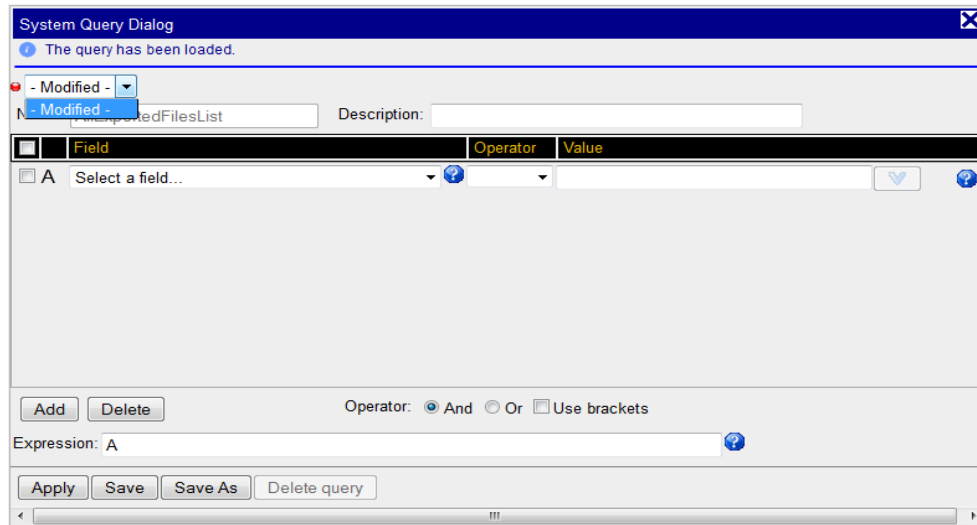 System Query Dialog
The query has been loaded.
- Modified -
- Modified -
Description:
Field Operator Value
A Select a field...
Add Delete Operator: And Or Use brackets
Expression: A
Apply Save Save As Delete query